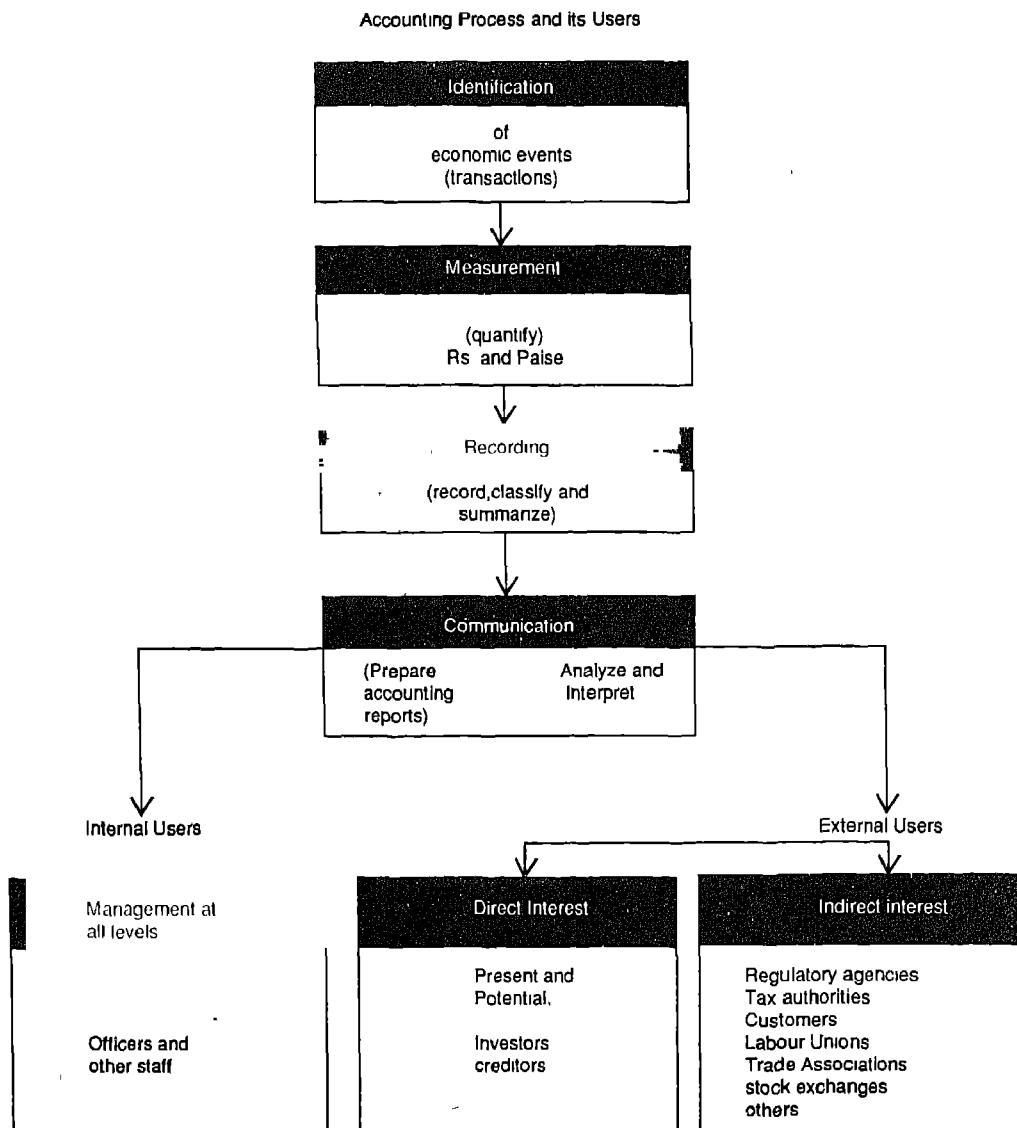 Accounting Process and its Users
Identification
of
economic events
(transactions)
Measurement
(quantify)
Rs and Paise
Recording
(record,classify and
summarize)
Communication
(Prepare
accounting
reports)
Analyze and
Interpret
Internal Users
External Users
Management at
all levels
Officers and
other staff
Direct Interest
Present and
Potential,
Investors
creditors
Indirect interest
Regulatory agencies
Tax authorities
Customers
Labour Unions
Trade Associations
stock exchanges
others